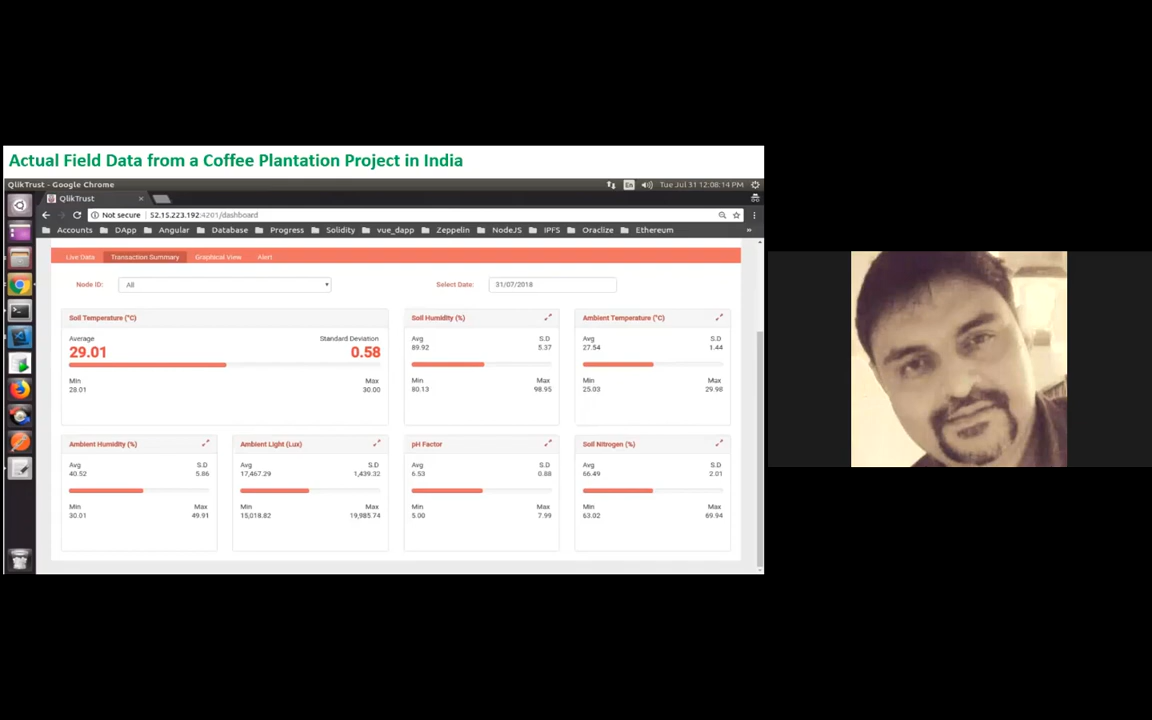 Actual Field Data from a Coffee Plantation Project in India
QlikTrust - Google Chrome
En
Tue Jul 31 12:08:14 PM
QlikTrust
Not secure | 52.15.223.192:4201/dashboard
Accounts DApp Angular Database Progress Solidity vue_dapp Zeppelin NodeJS IPFS Oraclize Ethereum »
Live Data Transaction Summary Graphical View Alert
Node ID: All Select Date: 31/07/2018
Soil Temperature (°C)
Average Standard Deviation
29.01 0.58
Min Max
28.01 30.00
Soil Humidity (%)
Avg S.D
89.92 5.37
Min Max
80.13 98.95
Ambient Temperature (°C)
Avg S.D
27.54 1.44
Min Max
25.03 29.98
Ambient Humidity (%)
Avg S.D
40.52 5.86
Min Max
30.01 49.91
Ambient Light (Lux)
Avg S.D
17,467.29 1,439.32
Min Max
15,018.82 19,985.74
pH Factor
Avg S.D
6.53 0.88
Min Max
5.00 7.99
Soil Nitrogen (%)
Avg S.D
66.49 2.01
Min Max
63.02 69.94